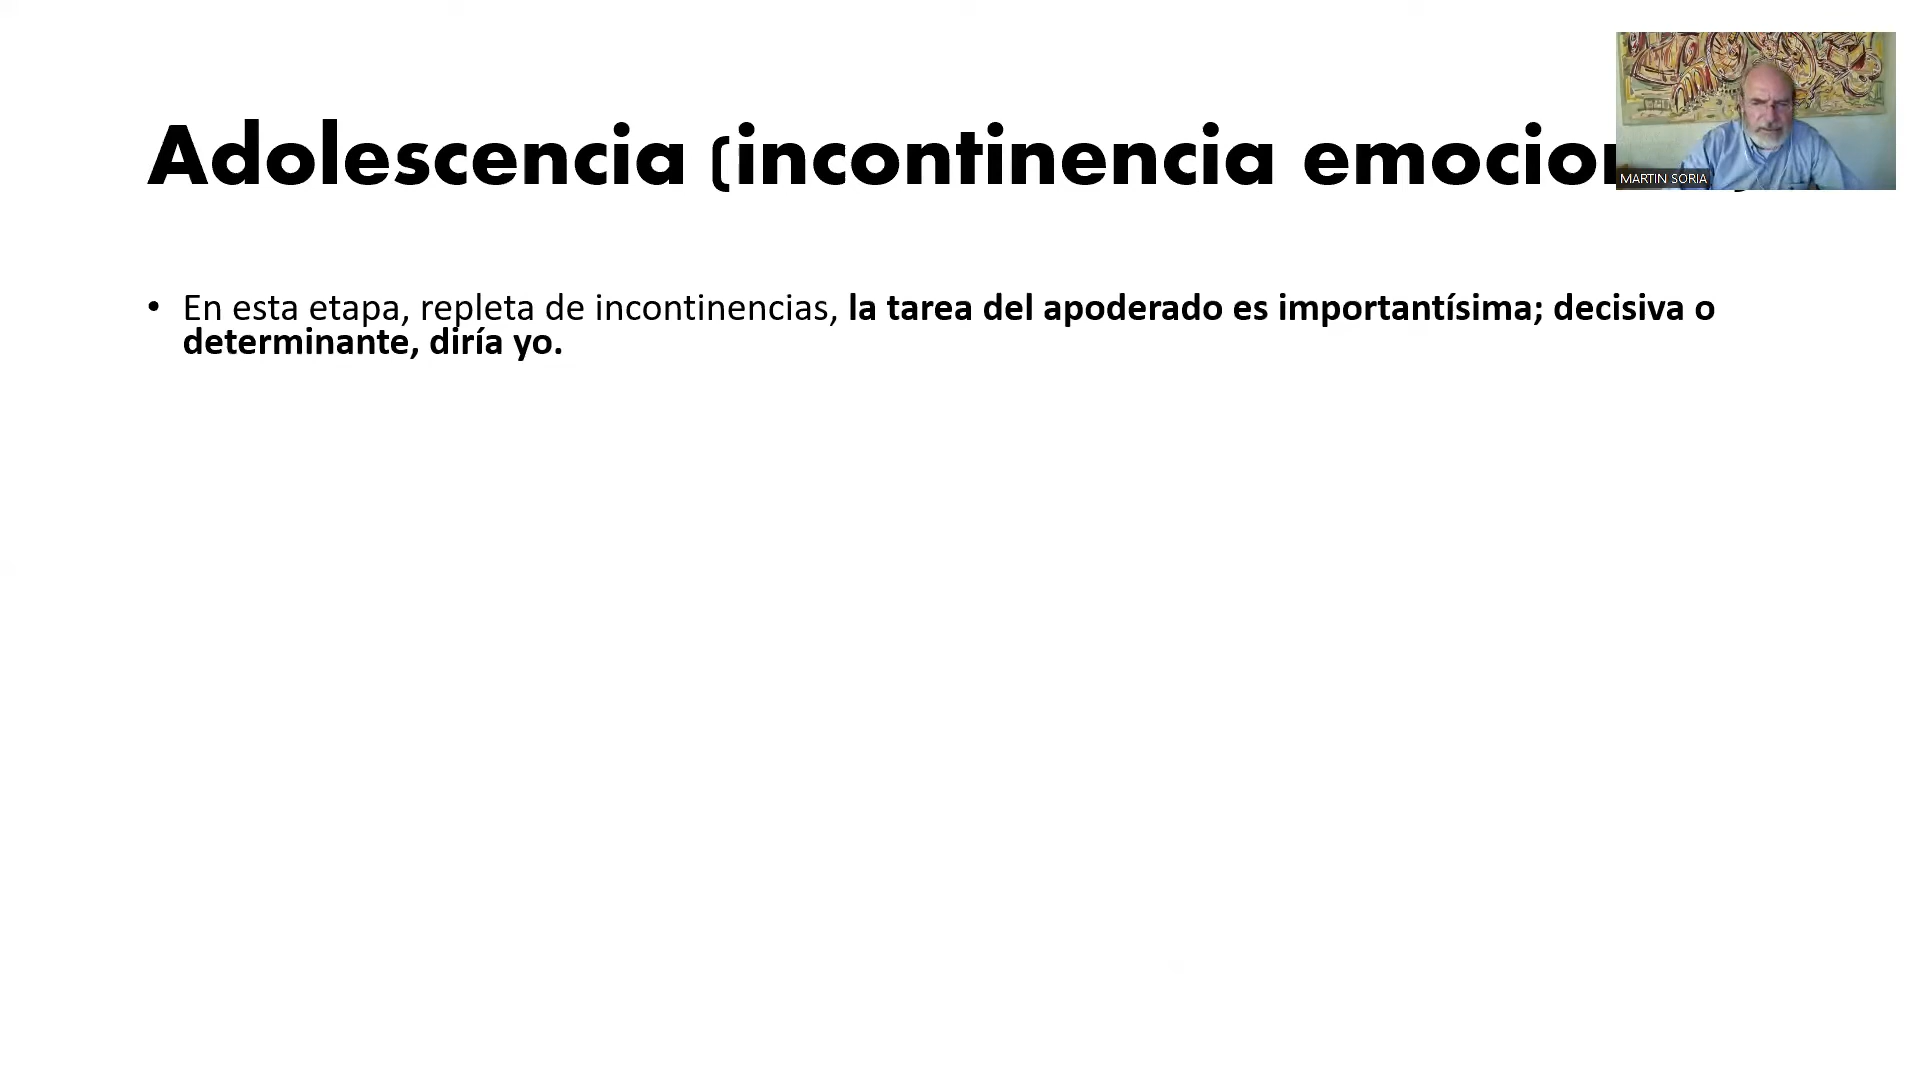 Adolescencia (incontinencia
MARTIN SORIA
• En esta etapa, repleta de incontinencias, la tarea del apoderado es importantísima; decisiva o
determinante, diría yo.